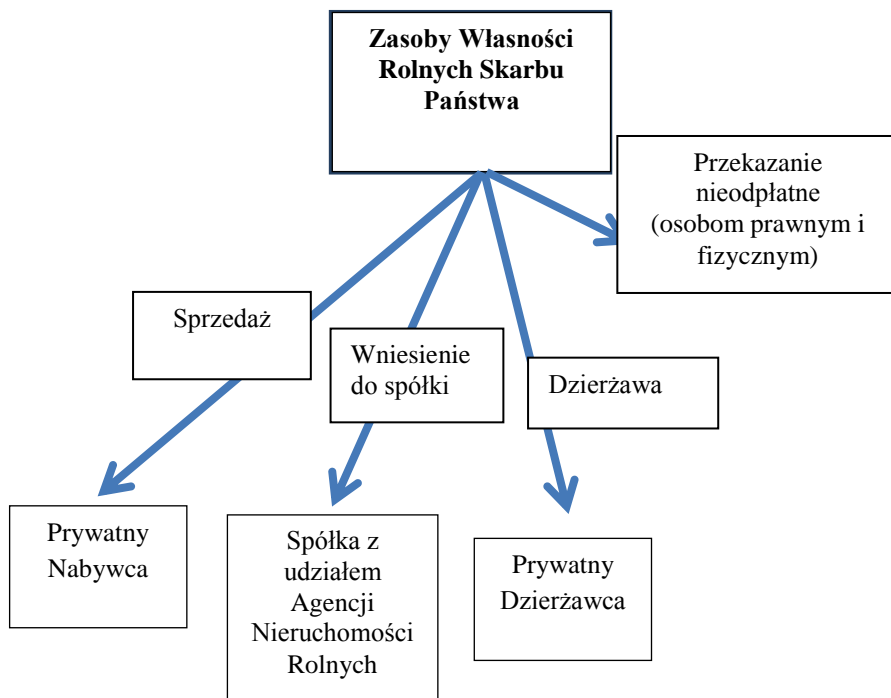 Zasoby Własności
Rolnych Skarbu
Państwa
Przekazanie
nieodpłatne
(osobom prawnym i
fizycznym)
Sprzedaż
Wniesienie
do spółki
Dzierżawa
Prywatny
Nabywca
Spółka z
udziałem
Agencji
Nieruchomości
Rolnych
Prywatny
Dzierżawca